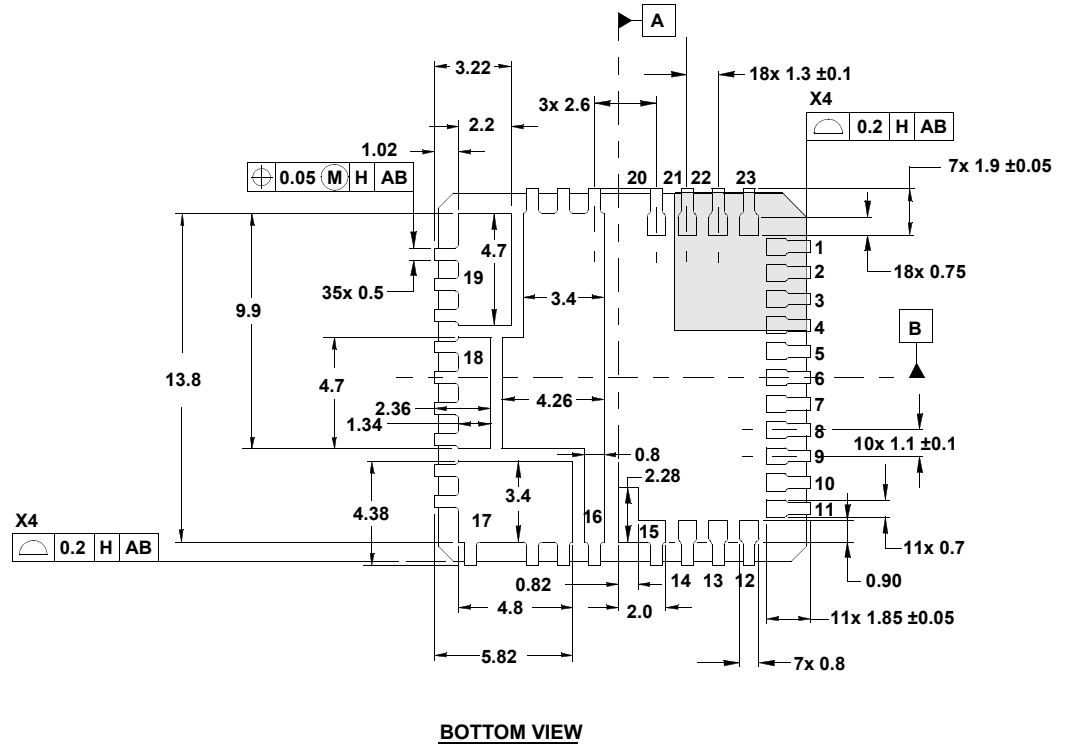 A
3.22
18x 1.3 ±0.1
X4
3x 2.6
2.2
0.2 H AB
1.02
7x 1.9 ±0.05
0.05 M H AB
20 21 22 23
1
4.7
2
18x 0.75
19
35x 0.5
3.4
3
9.9
4
B
5
18
13.8
4.7
6
2.36
4.26
7
1.34
8
10x 1.1 ±0.1
0.8
9
2.28
10
3.4
4.38
11
X4
17
16
15
0.2 H AB
11x 0.7
0.82
14 13 12
0.90
4.8
2.0
11x 1.85 ±0.05
5.82
7x 0.8
BOTTOM VIEW